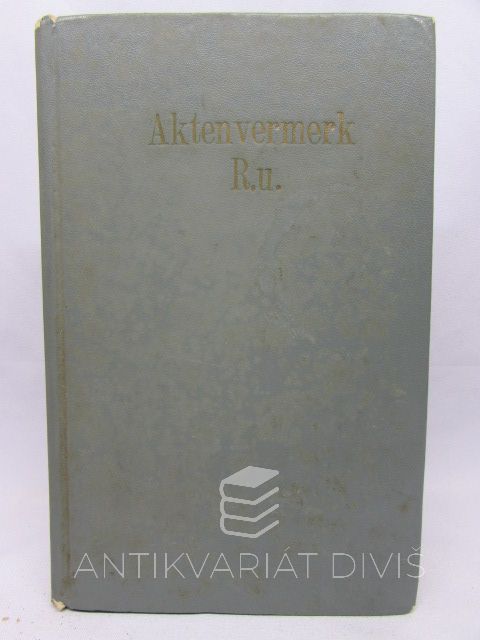 Aktenvermerk
R.u.
ANTIKVARIÁT DIVIŠ